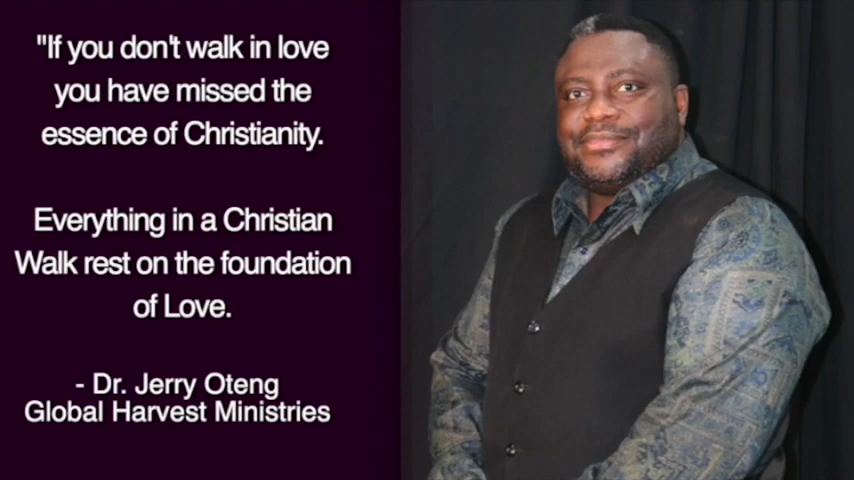 "If you don't walk in love
you have missed the
essence of Christianity.
Everything in a Christian
Walk rest on the foundation
of Love.
- Dr. Jerry Oteng
Global Harvest Ministries